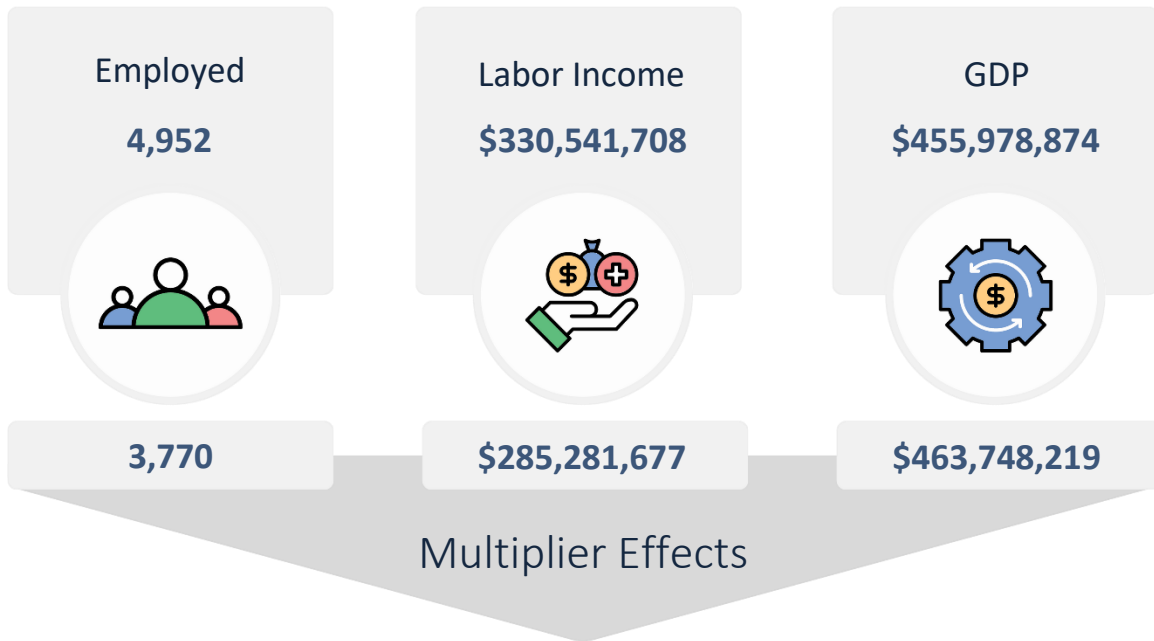 Employed
4,952
Labor Income
$330,541,708
GDP
$455,978,874
$
$
3,770
$285,281,677
$463,748,219
Multiplier Effects